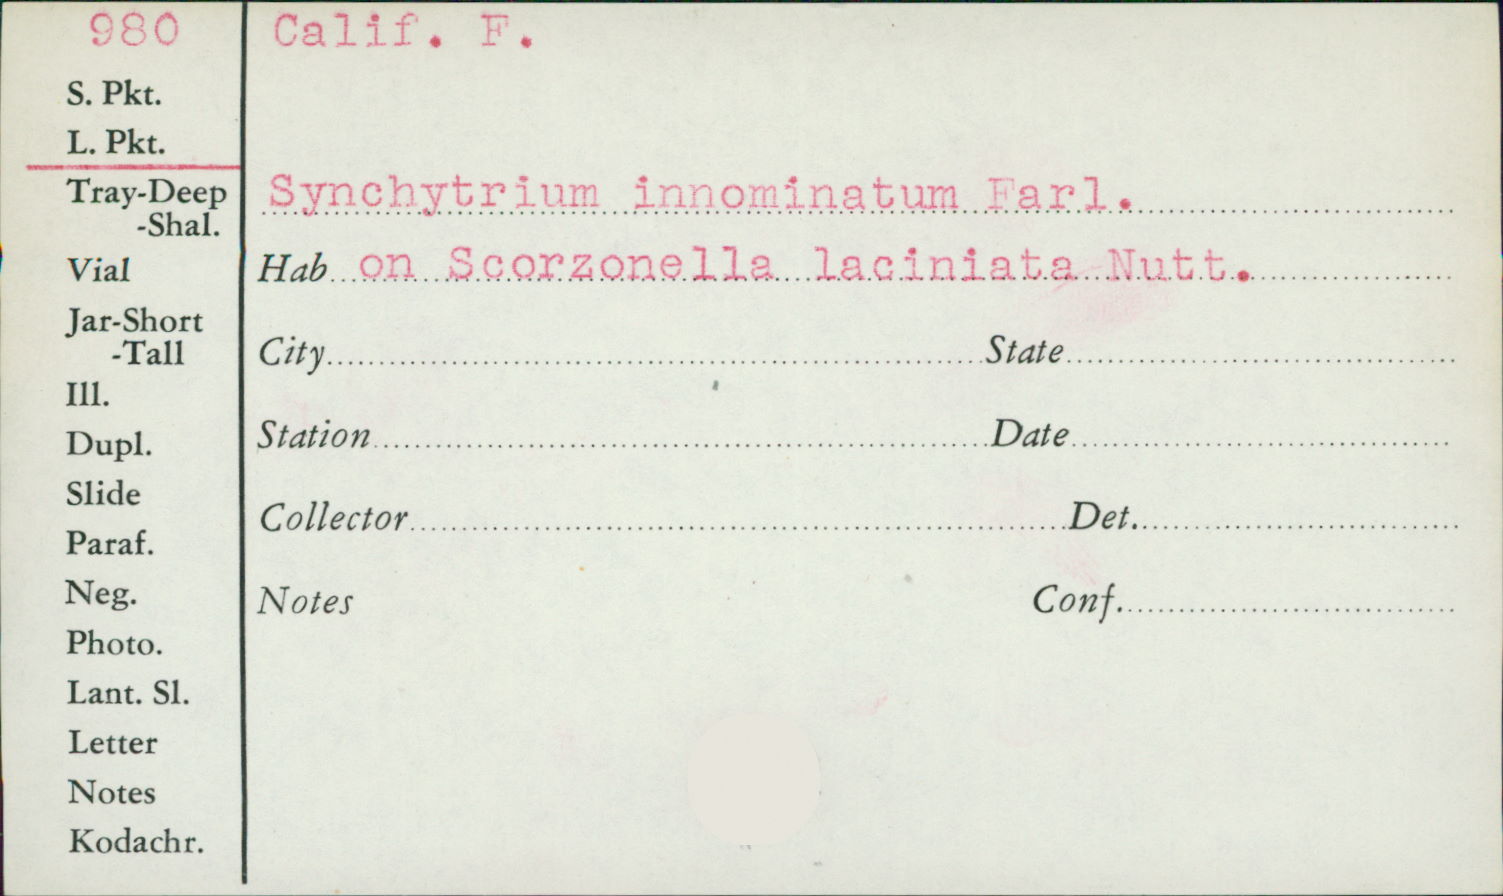 980 Calif. F.
S. Pkt.
L. Pkt.
Tray-Deep
-Shal.
Synchytrium innominatum Farl.
Vial
Hab on Scorzonella laciniata Nutt.
Jar-Short
-Tall
City State
Ill.
Dupl.
Station Date
Slide
Collector Det.
Paraf.
Neg.
Notes Conf.
Photo.
Lant. Sl.
Letter
Notes
Kodachr.